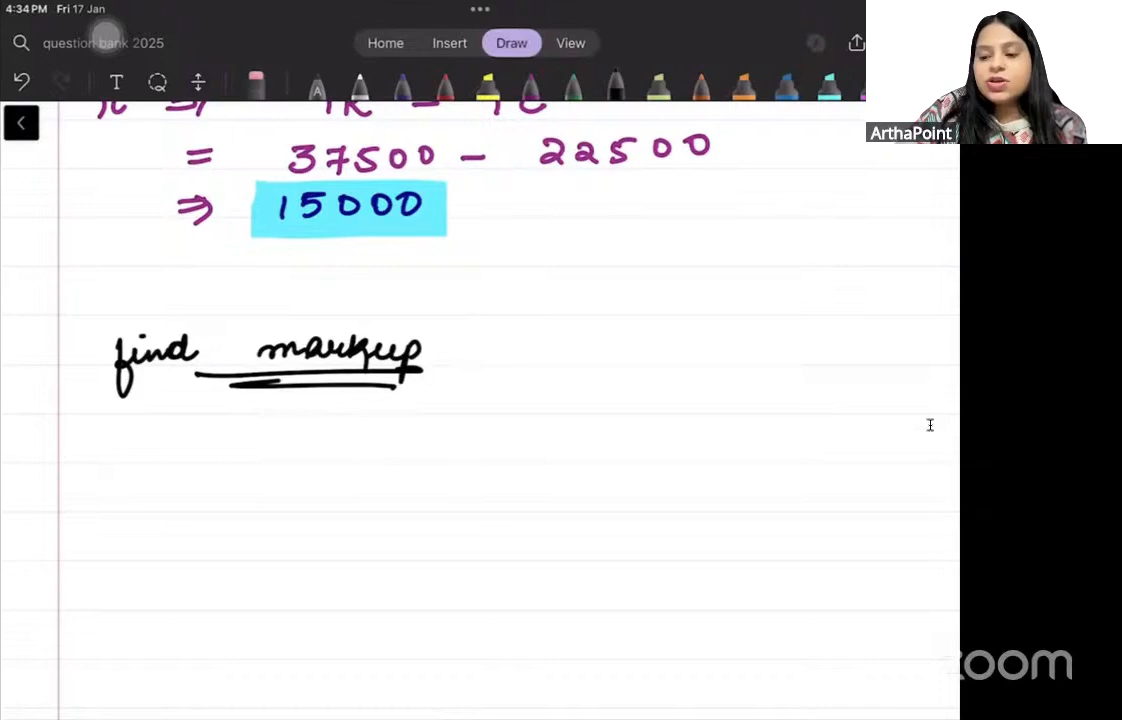 4:34 PM Fri 17 Jan
question bank 2025
Home Insert Draw View
T
A
ArthaPoint
= 37500 - 22500
⇒ 15000
find markup
zoom